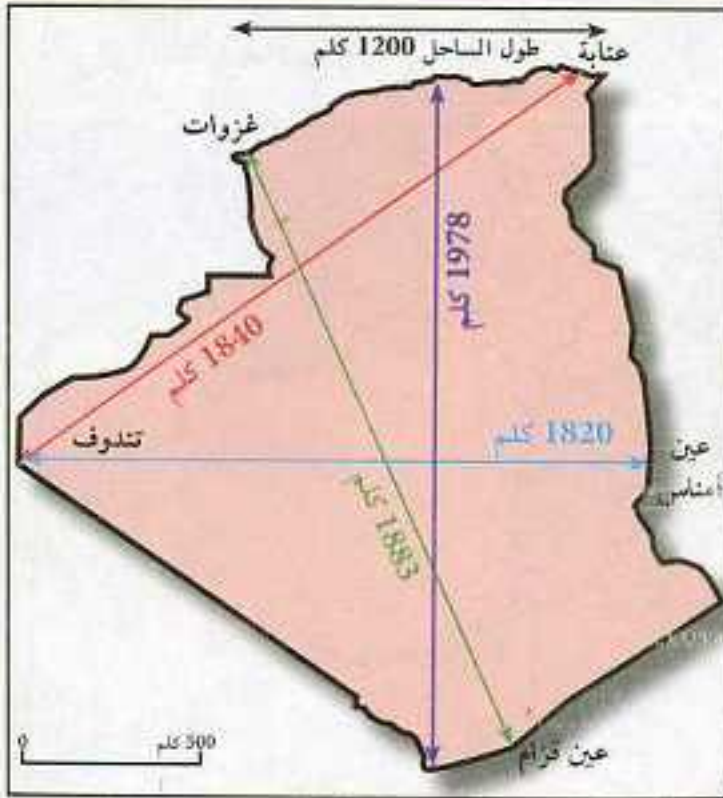 طول الساحل 1200 كلم
عنابة
غزوات
1978 كلم
1840 كلم
تندوف
1820 كلم
عين
أمناس
1883 كلم
عين قزام
0 500 كلم